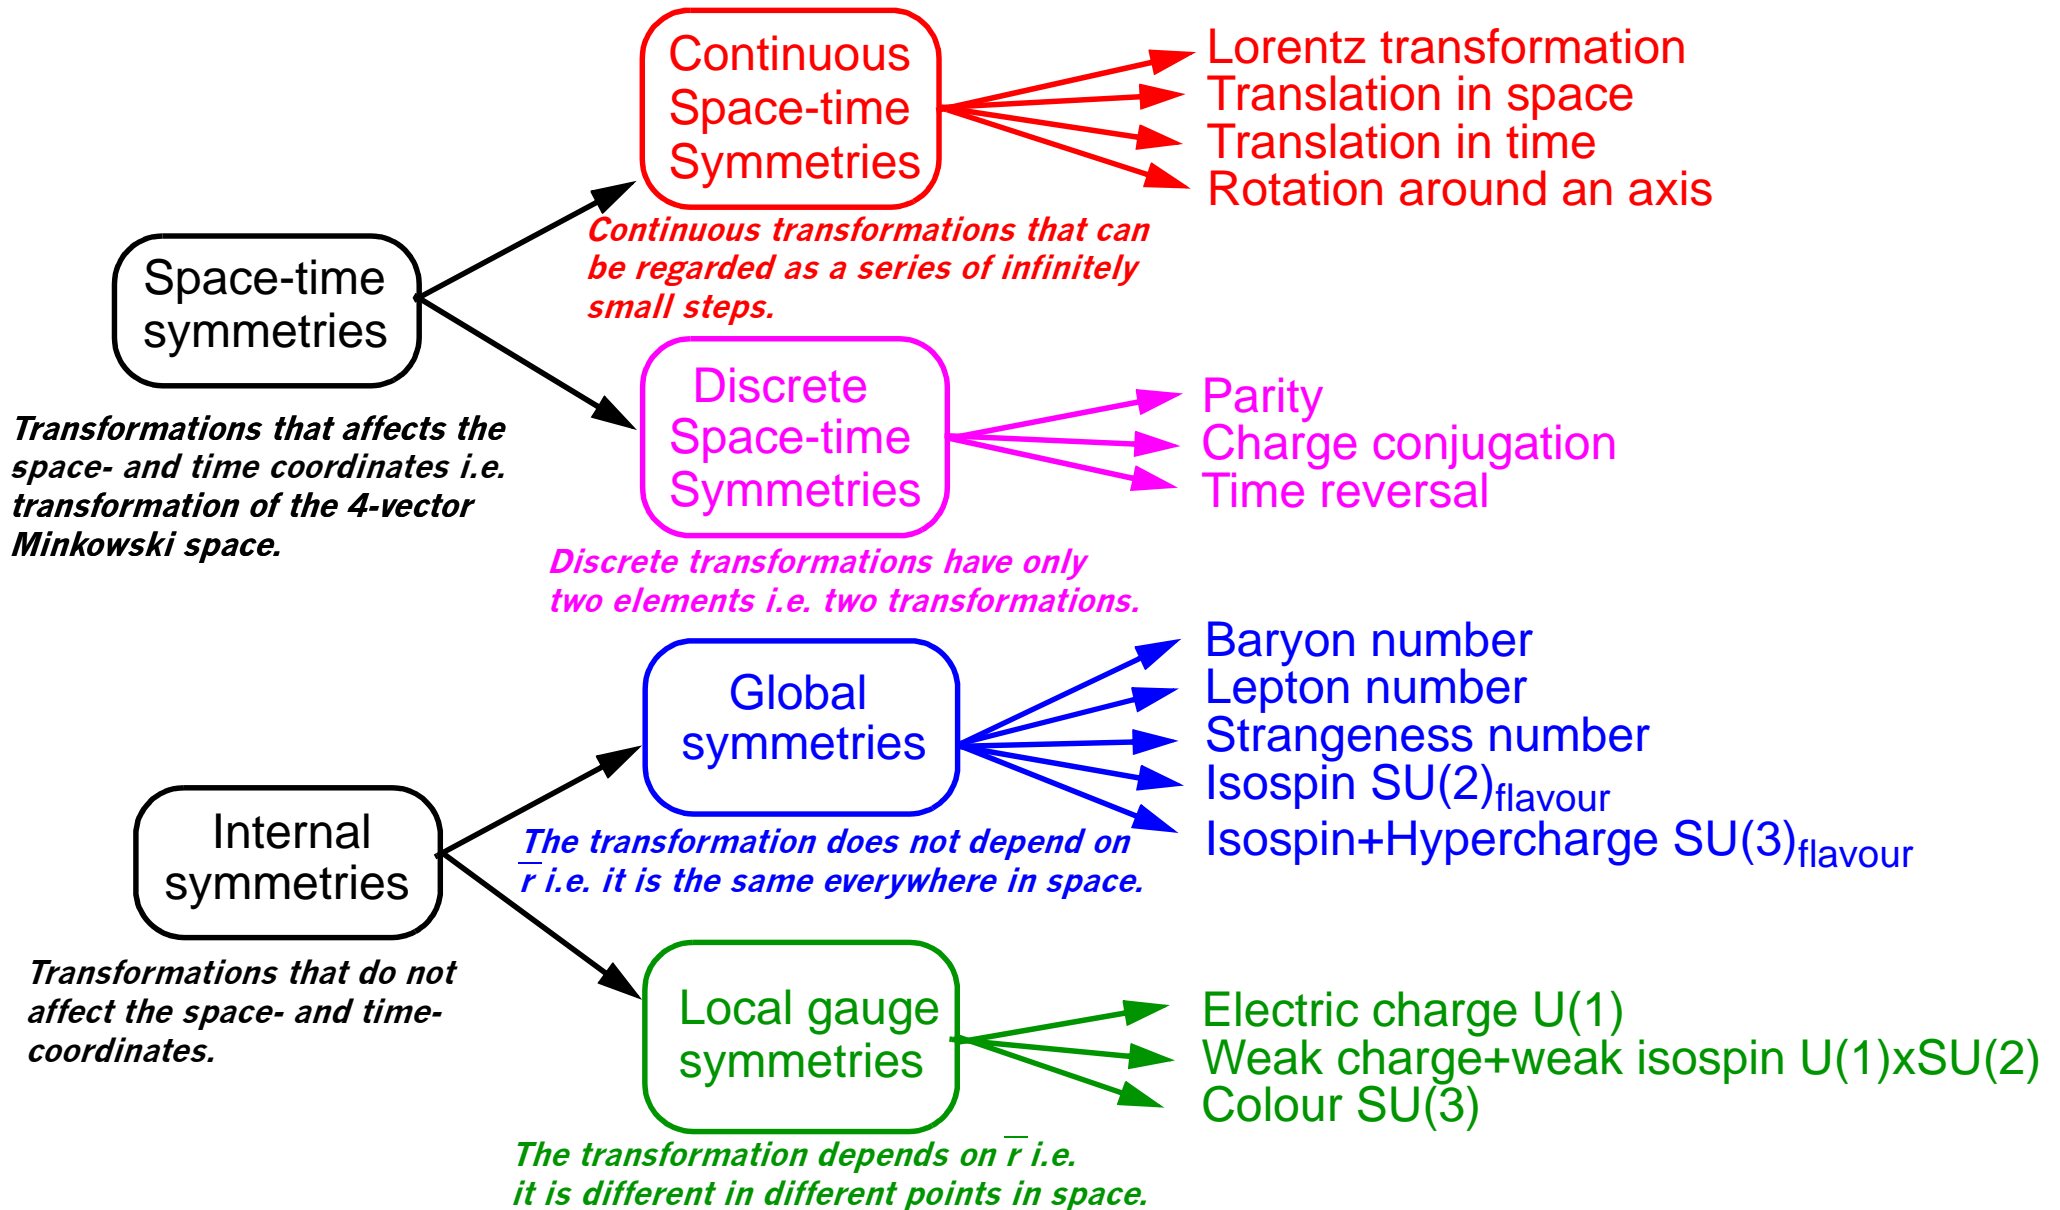 Continuous
Space-time
Symmetries
Lorentz transformation
Translation in space
Translation in time
Rotation around an axis
Continuous transformations that can
be regarded as a series of infinitely
small steps.
Space-time
symmetries
Transformations that affects the
space- and time coordinates i.e.
transformation of the 4-vector
Minkowski space.
Discrete
Space-time
Symmetries
Parity
Charge conjugation
Time reversal
Discrete transformations have only
two elements i.e. two transformations.
Global
symmetries
Baryon number
Lepton number
Strangeness number
Isospin SU(2)flavour
Isospin+Hypercharge SU(3)flavour
The transformation does not depend on
r̅ i.e. it is the same everywhere in space.
Internal
symmetries
Transformations that do not
affect the space- and time-
coordinates.
Local gauge
symmetries
Electric charge U(1)
Weak charge+weak isospin U(1)xSU(2)
Colour SU(3)
The transformation depends on r̅ i.e.
it is different in different points in space.